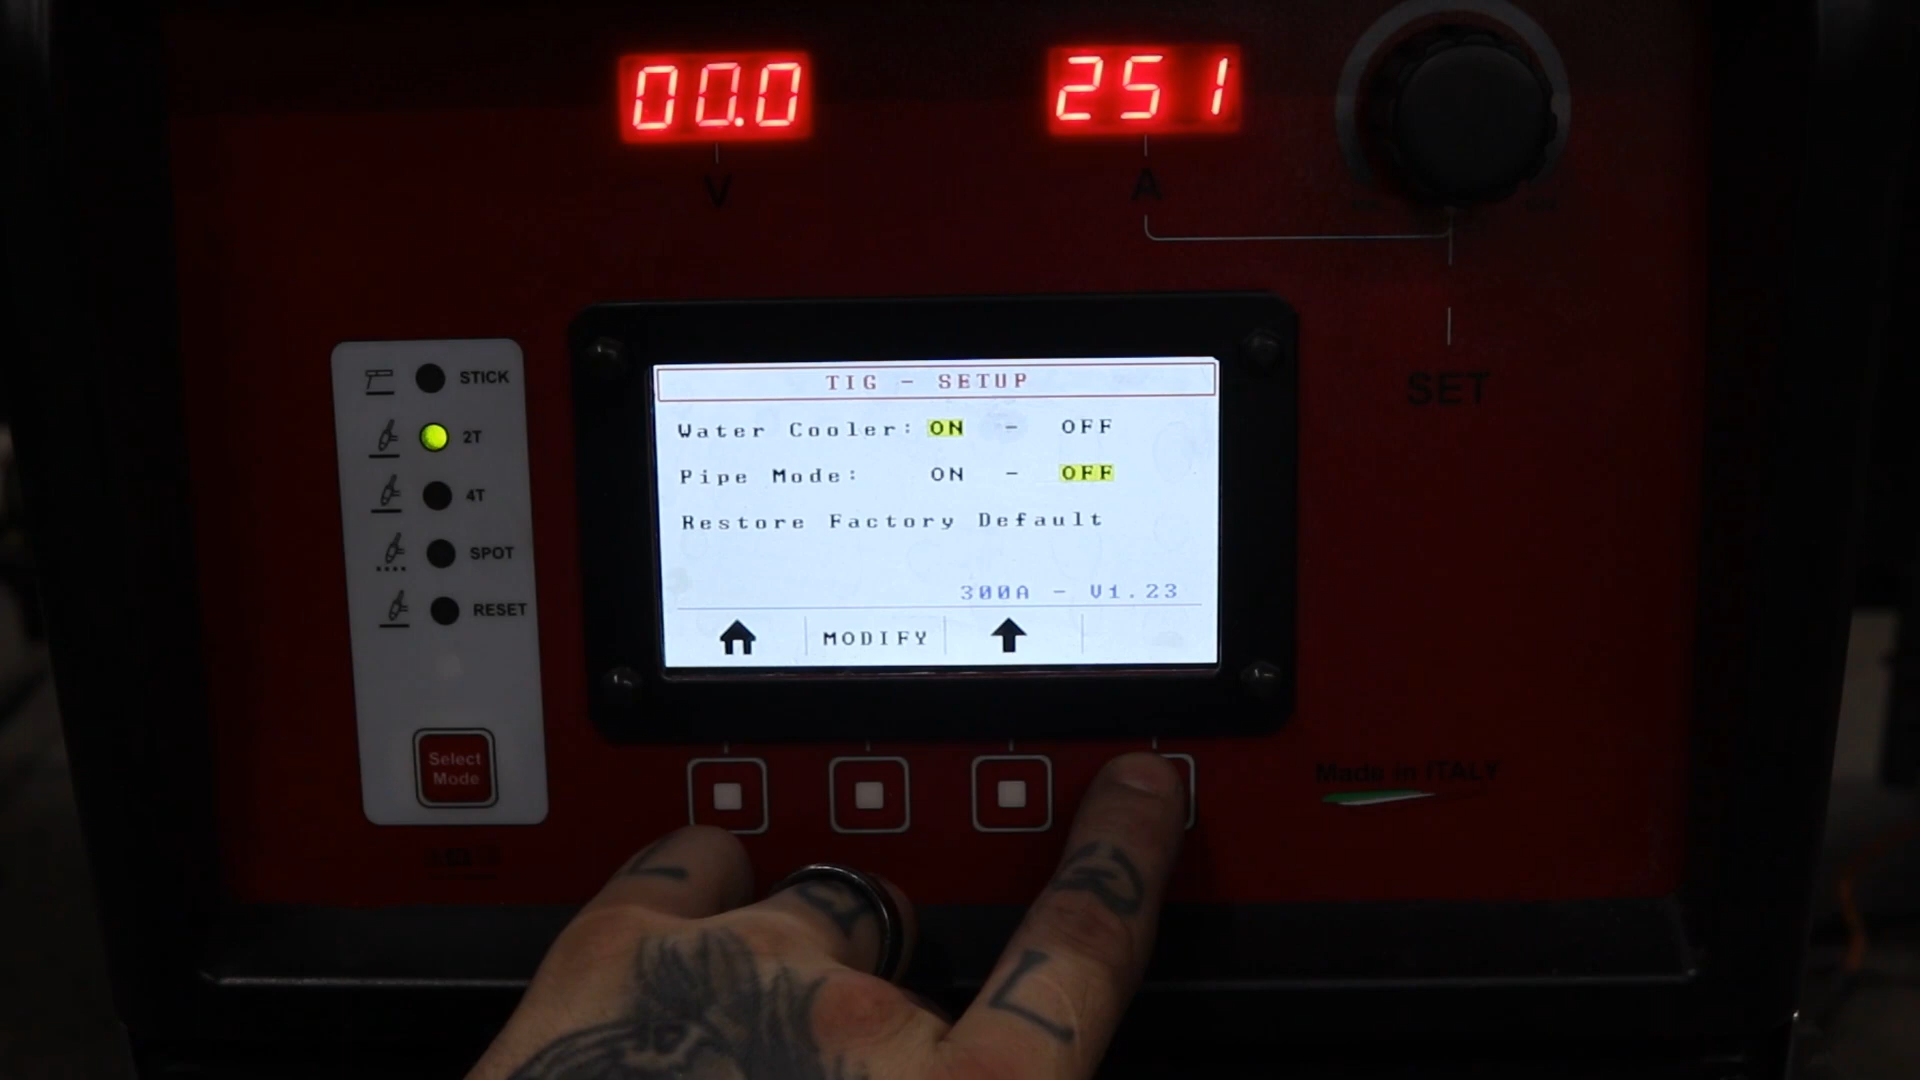 00.0
251
V
A
SET
STICK
2T
4T
SPOT
RESET
Select
Mode
TIG - SETUP
Water Cooler: ON - OFF
Pipe Mode: ON - OFF
Restore Factory Default
300A - V1.23
MODIFY
Made in ITALY